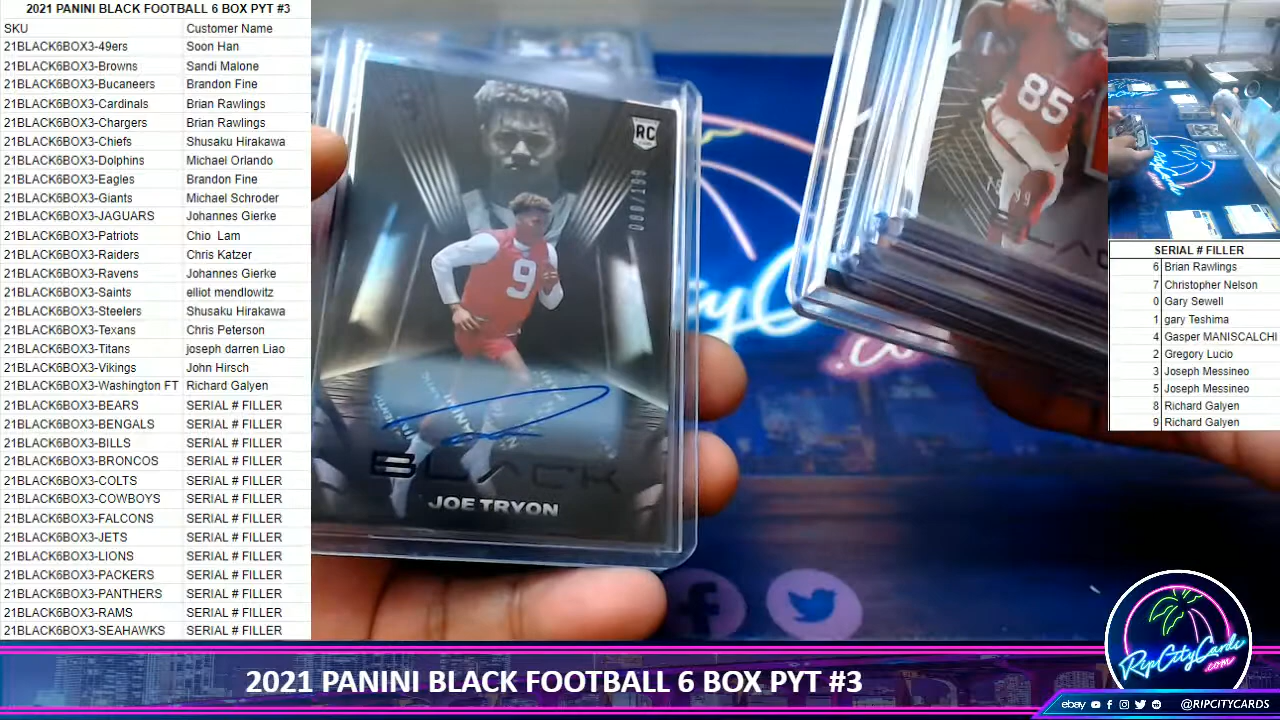 2021 PANINI BLACK FOOTBALL 6 BOX PYT #3
SKU Customer Name
21BLACK6BOX3-49ers Soon Han
21BLACK6BOX3-Browns Sandi Malone
21BLACK6BOX3-Bucaneers Brandon Fine
21BLACK6BOX3-Cardinals Brian Rawlings
21BLACK6BOX3-Chargers Brian Rawlings
21BLACK6BOX3-Chiefs Shusaku Hirakawa
21BLACK6BOX3-Dolphins Michael Orlando
21BLACK6BOX3-Eagles Brandon Fine
21BLACK6BOX3-Giants Michael Schroder
21BLACK6BOX3-JAGUARS Johannes Gierke
21BLACK6BOX3-Patriots Chio Lam
21BLACK6BOX3-Raiders Chris Katzer
21BLACK6BOX3-Ravens Johannes Gierke
21BLACK6BOX3-Saints elliot mendlowitz
21BLACK6BOX3-Steelers Shusaku Hirakawa
21BLACK6BOX3-Texans Chris Peterson
21BLACK6BOX3-Titans joseph darren Liao
21BLACK6BOX3-Vikings John Hirsch
21BLACK6BOX3-Washington FT Richard Galyen
21BLACK6BOX3-BEARS SERIAL # FILLER
21BLACK6BOX3-BENGALS SERIAL # FILLER
21BLACK6BOX3-BILLS SERIAL # FILLER
21BLACK6BOX3-BRONCOS SERIAL # FILLER
21BLACK6BOX3-COLTS SERIAL # FILLER
21BLACK6BOX3-COWBOYS SERIAL # FILLER
21BLACK6BOX3-FALCONS SERIAL # FILLER
21BLACK6BOX3-JETS SERIAL # FILLER
21BLACK6BOX3-LIONS SERIAL # FILLER
21BLACK6BOX3-PACKERS SERIAL # FILLER
21BLACK6BOX3-PANTHERS SERIAL # FILLER
21BLACK6BOX3-RAMS SERIAL # FILLER
21BLACK6BOX3-SEAHAWKS SERIAL # FILLER
RC
9
BLACK
JOE TRYON
85
.co
SERIAL # FILLER
6 Brian Rawlings
7 Christopher Nelson
0 Gary Sewell
1 gary Teshima
4 Gasper MANISCALCHI
2 Gregory Lucio
3 Joseph Messineo
5 Joseph Messineo
8 Richard Galyen
9 Richard Galyen
RipCityCards
.com
2021 PANINI BLACK FOOTBALL 6 BOX PYT #3
ebay @RIPCITYCARDS